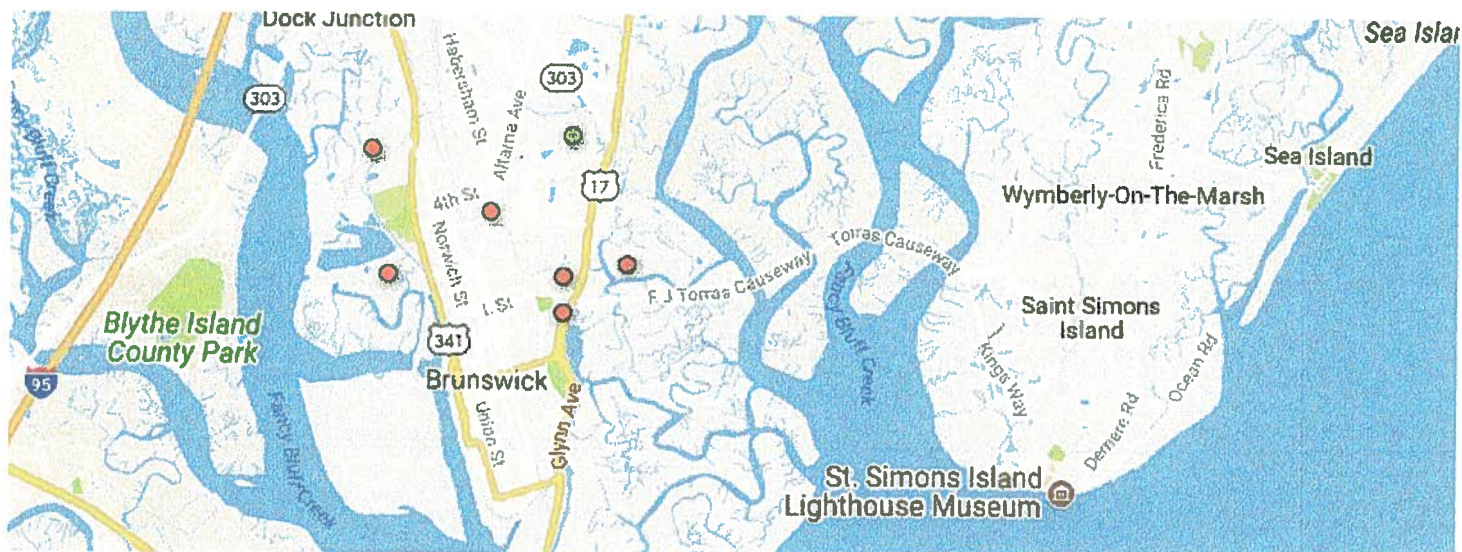 Dock Junction
Sea Islan
303
303
Habersham St
Altama Ave
Frederica Rd
Bluff Creek
Sea Island
17
4th St
Wymberly-On-The-Marsh
Norwich St
Torras Causeway
F J Torras Causeway
L St
Saint Simons
Island
Blythe Island
County Park
341
Fancy Bluff Creek
Kings Way
Ocean Rd
95
Brunswick
Union St
Glynn Ave
Demere Rd
Fancy Bluff Creek
St. Simons Island
Lighthouse Museum